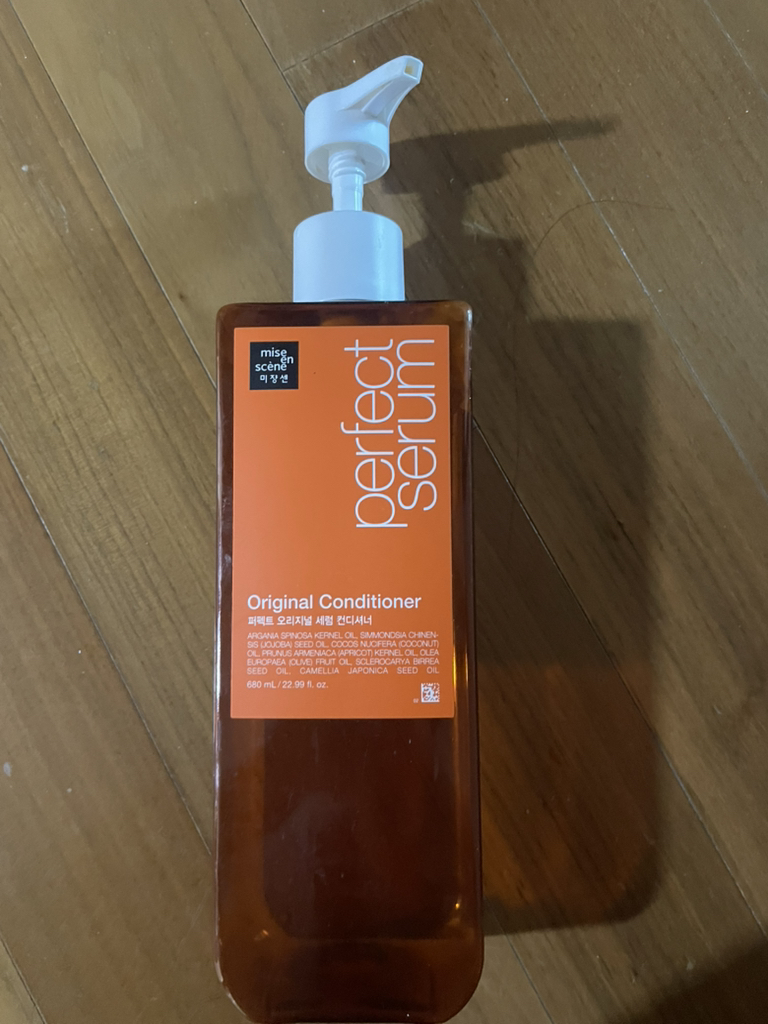 mise
en
scène
미장센
perfect
serum
Original Conditioner
퍼펙트 오리지널 세럼 컨디셔너
ARGANIA SPINOSA KERNEL OIL, SIMMONDSIA CHINEN-
SIS (JOJOBA) SEED OIL, COCOS NUCIFERA (COCONUT)
OIL, PRUNUS ARMENIACA (APRICOT) KERNEL OIL, OLEA
EUROPAEA (OLIVE) FRUIT OIL, SCLEROCARYA BIRREA
SEED OIL, CAMELLIA JAPONICA SEED OIL
680 mL / 22.99 fl. oz.